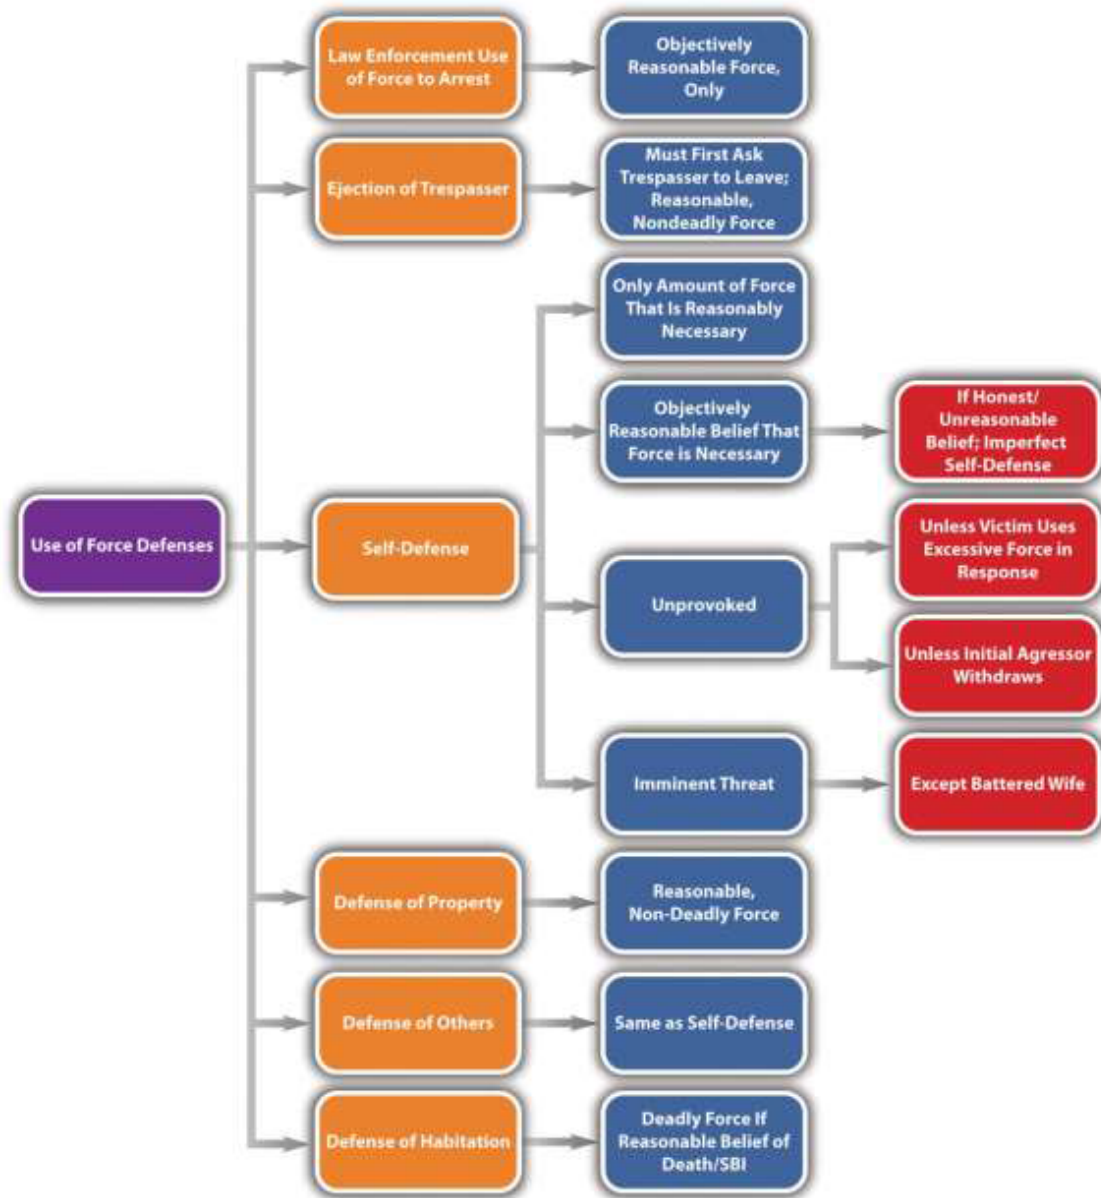 Law Enforcement Use
of Force to Arrest
Objectively
Reasonable Force,
Only
Ejection of Trespasser
Must First Ask
Trespasser to Leave;
Reasonable,
Nondeadly Force
Only Amount of Force
That Is Reasonably
Necessary
Objectively
Reasonable Belief That
Force is Necessary
If Honest/
Unreasonable
Belief; Imperfect
Self-Defense
Use of Force Defenses
Self-Defense
Unprovoked
Unless Victim Uses
Excessive Force in
Response
Unless Initial Agressor
Withdraws
Imminent Threat
Except Battered Wife
Defense of Property
Reasonable,
Non-Deadly Force
Defense of Others
Same as Self-Defense
Defense of Habitation
Deadly Force If
Reasonable Belief of
Death/SBI